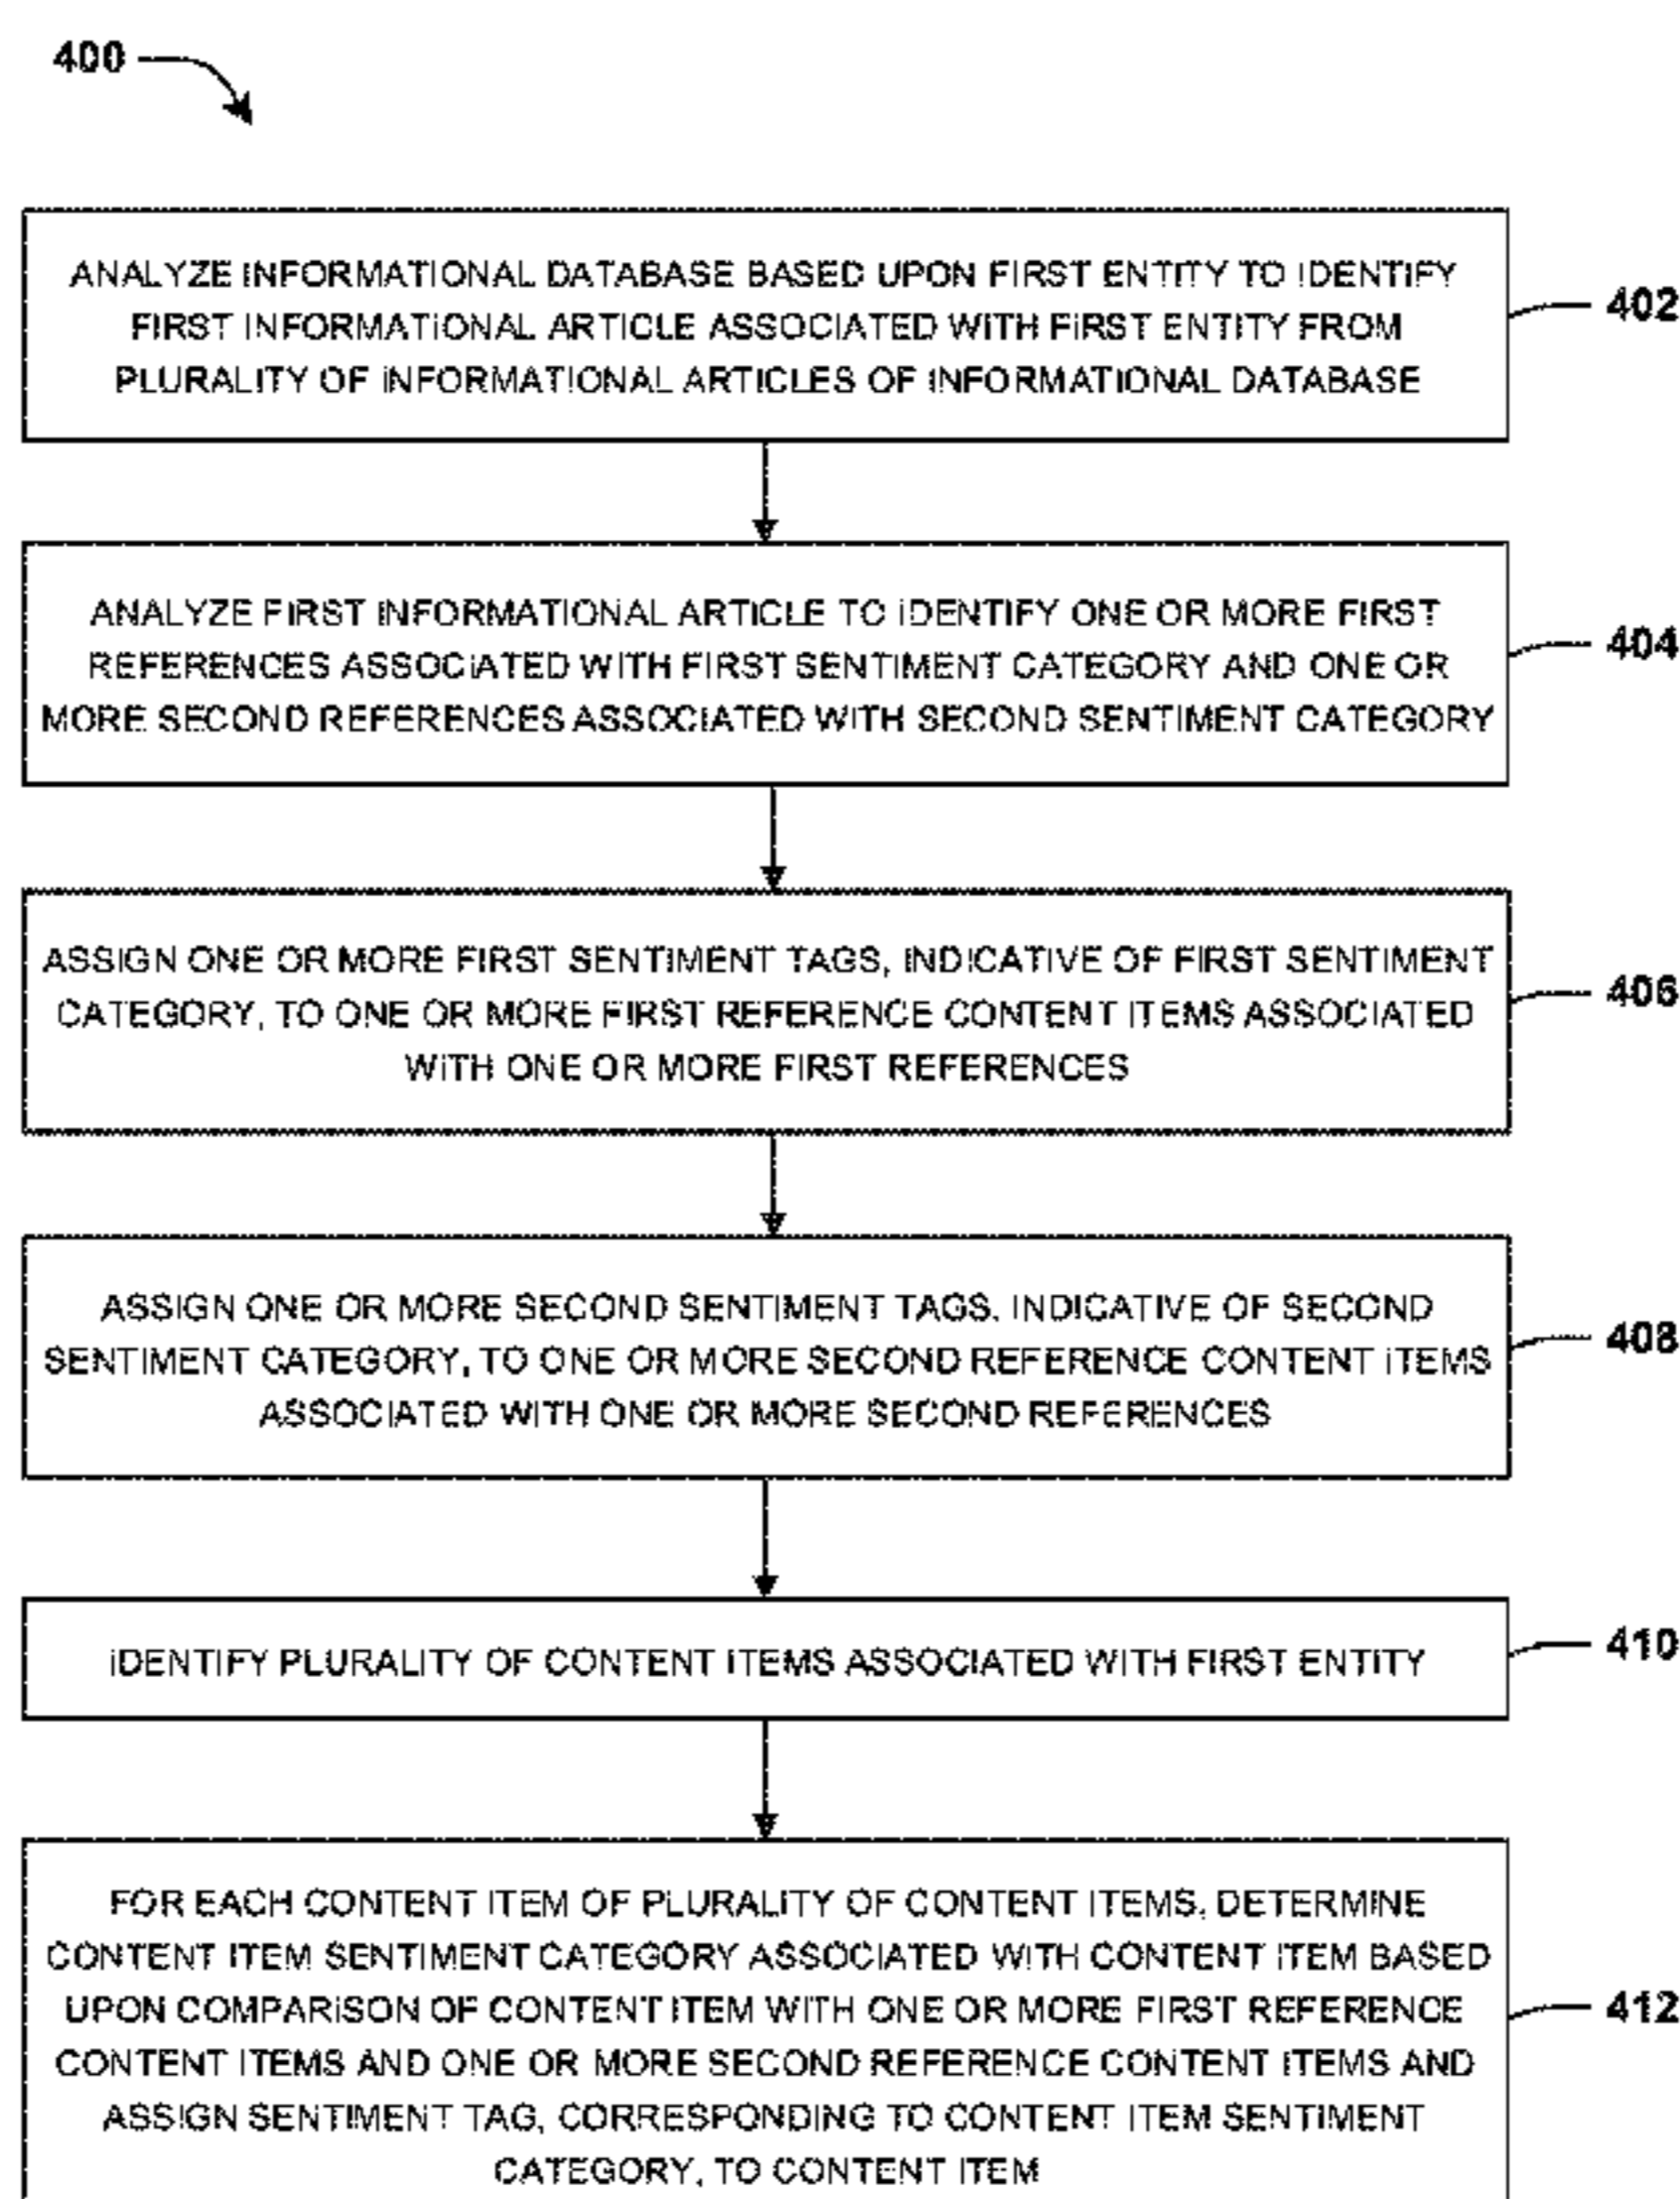 400
ANALYZE INFORMATIONAL DATABASE BASED UPON FIRST ENTITY TO IDENTIFY
FIRST INFORMATIONAL ARTICLE ASSOCIATED WITH FIRST ENTITY FROM
PLURALITY OF INFORMATIONAL ARTICLES OF INFORMATIONAL DATABASE
402
ANALYZE FIRST INFORMATIONAL ARTICLE TO IDENTIFY ONE OR MORE FIRST
REFERENCES ASSOCIATED WITH FIRST SENTIMENT CATEGORY AND ONE OR
MORE SECOND REFERENCES ASSOCIATED WITH SECOND SENTIMENT CATEGORY
404
ASSIGN ONE OR MORE FIRST SENTIMENT TAGS, INDICATIVE OF FIRST SENTIMENT
CATEGORY, TO ONE OR MORE FIRST REFERENCE CONTENT ITEMS ASSOCIATED
WITH ONE OR MORE FIRST REFERENCES
406
ASSIGN ONE OR MORE SECOND SENTIMENT TAGS, INDICATIVE OF SECOND
SENTIMENT CATEGORY, TO ONE OR MORE SECOND REFERENCE CONTENT ITEMS
ASSOCIATED WITH ONE OR MORE SECOND REFERENCES
408
IDENTIFY PLURALITY OF CONTENT ITEMS ASSOCIATED WITH FIRST ENTITY
410
FOR EACH CONTENT ITEM OF PLURALITY OF CONTENT ITEMS, DETERMINE
CONTENT ITEM SENTIMENT CATEGORY ASSOCIATED WITH CONTENT ITEM BASED
UPON COMPARISON OF CONTENT ITEM WITH ONE OR MORE FIRST REFERENCE
CONTENT ITEMS AND ONE OR MORE SECOND REFERENCE CONTENT ITEMS AND
ASSIGN SENTIMENT TAG, CORRESPONDING TO CONTENT ITEM SENTIMENT
CATEGORY, TO CONTENT ITEM
412